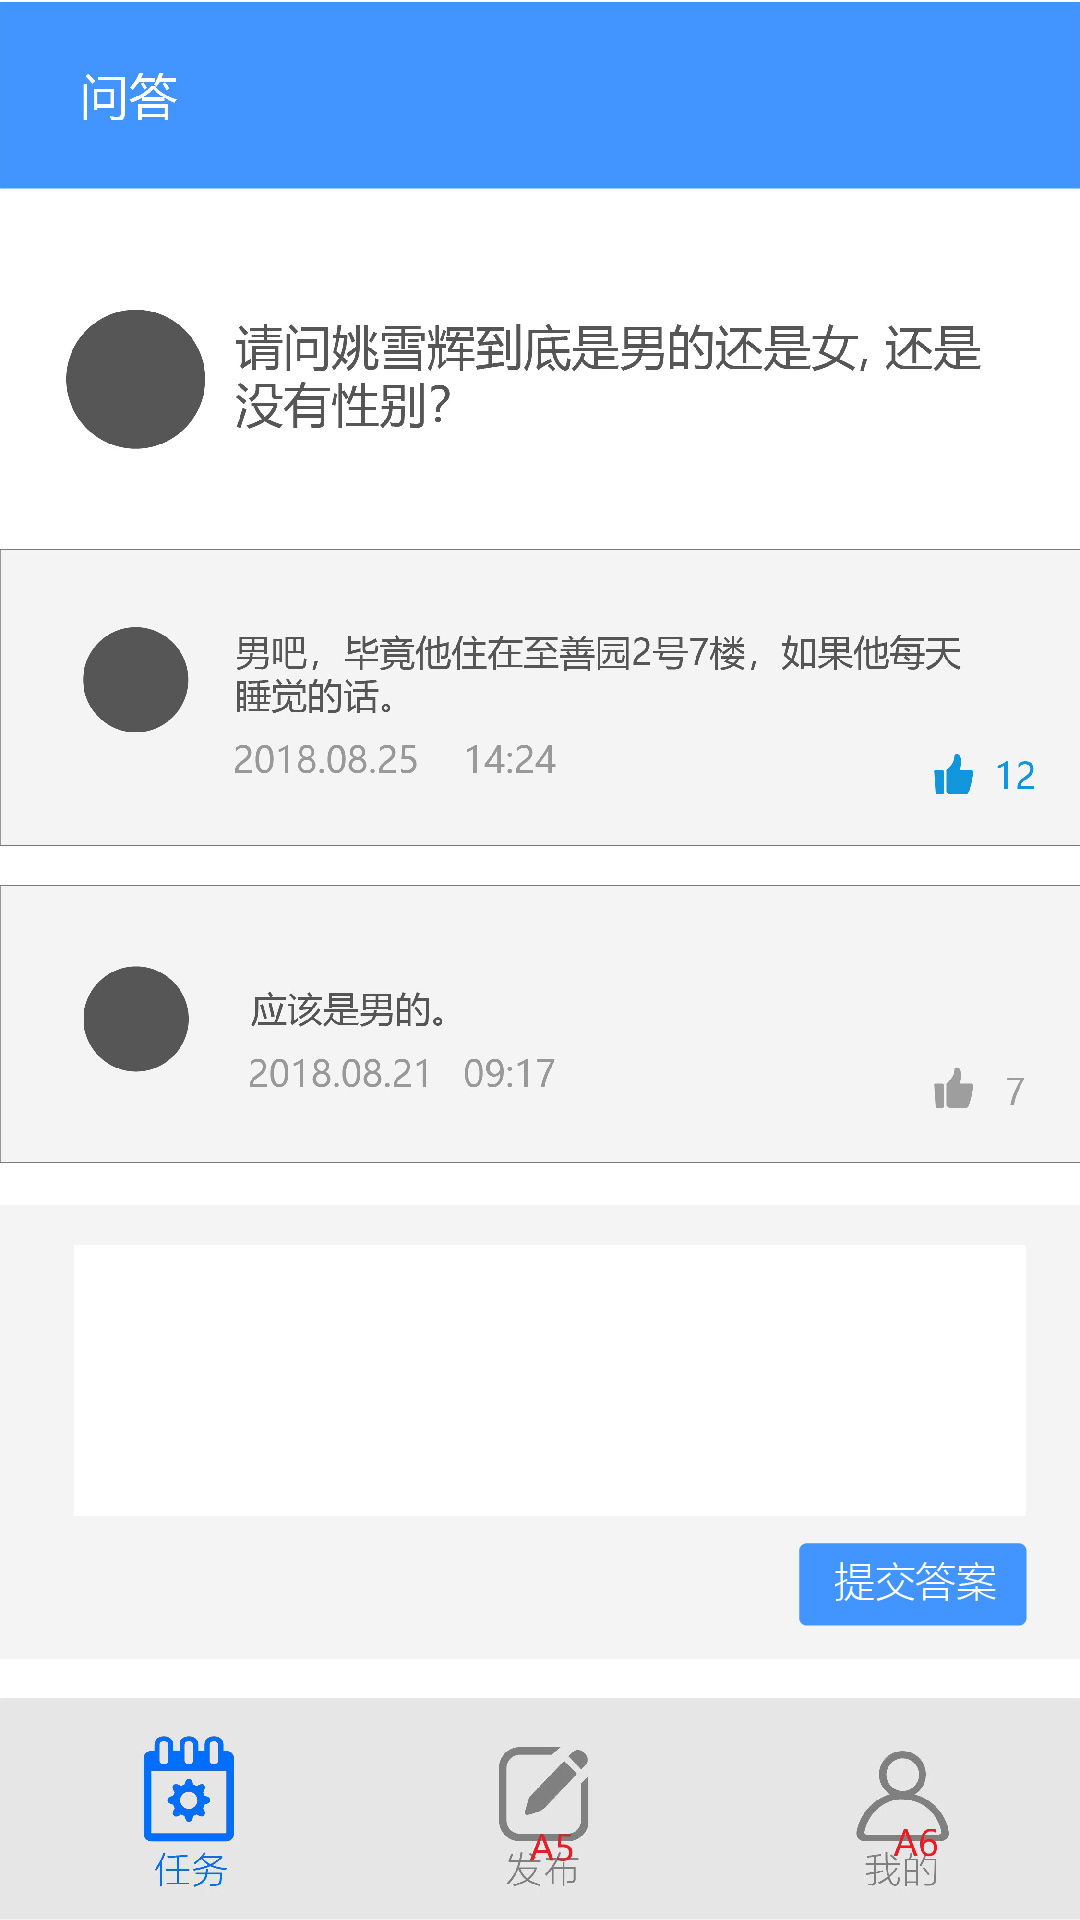 问答
请问姚雪辉到底是男的还是女, 还是
没有性别?
男吧，毕竟他住在至善园2号7楼，如果他每天
睡觉的话。
2018.08.25 14:24
12
应该是男的。
2018.08.21 09:17
7
提交答案
A5
A6
任务
发布
我的